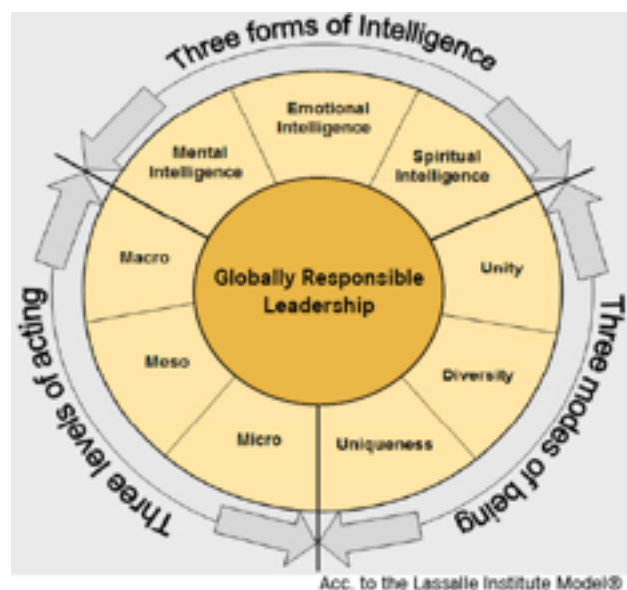 Three forms of Intelligence
Emotional
Intelligence
Mental
Intelligence
Spiritual
Intelligence
Macro
Unity
Globally Responsible
Leadership
Meso
Diversity
Micro
Uniqueness
Three levels of acting
Three modes of being
Acc. to the Lassalle Institute Model®